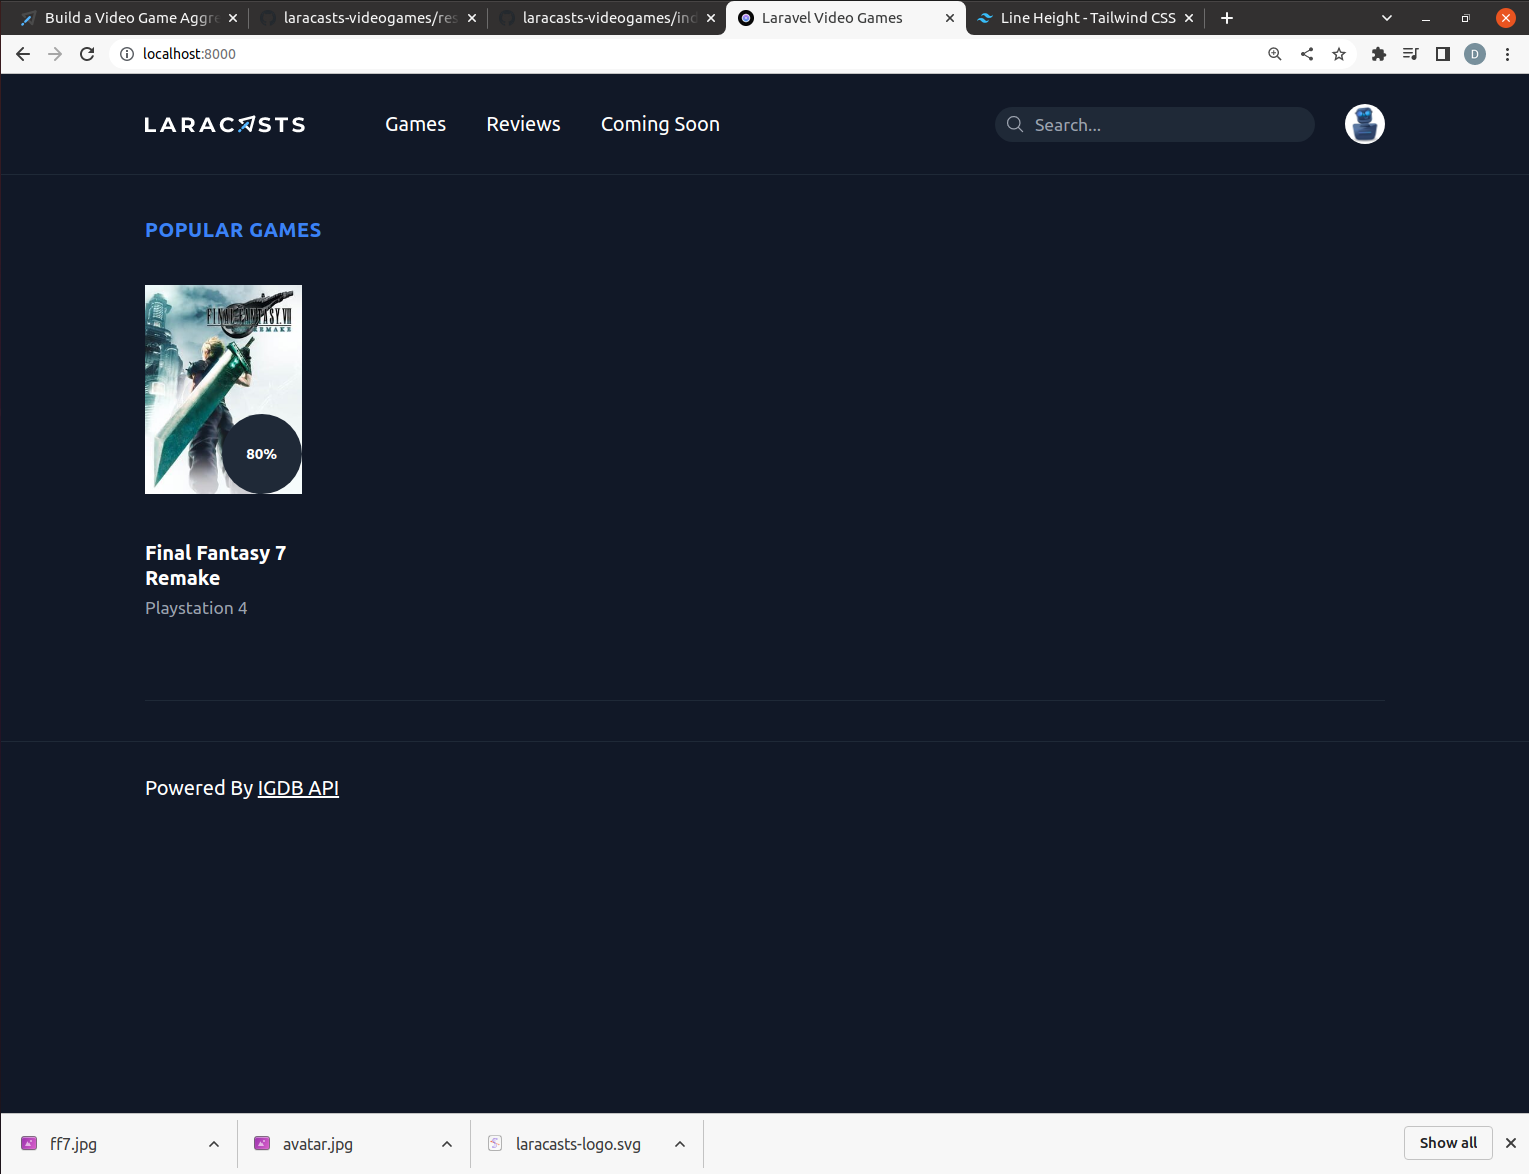 Build a Video Game Aggre
laracasts-videogames/res
laracasts-videogames/ind
Laravel Video Games
Line Height - Tailwind CSS
localhost:8000
D
LARACASTS
Games
Reviews
Coming Soon
Search...
POPULAR GAMES
FINAL FANTASY VII
REMAKE
80%
Final Fantasy 7
Remake
Playstation 4
Powered By IGDB API
ff7.jpg
avatar.jpg
laracasts-logo.svg
Show all